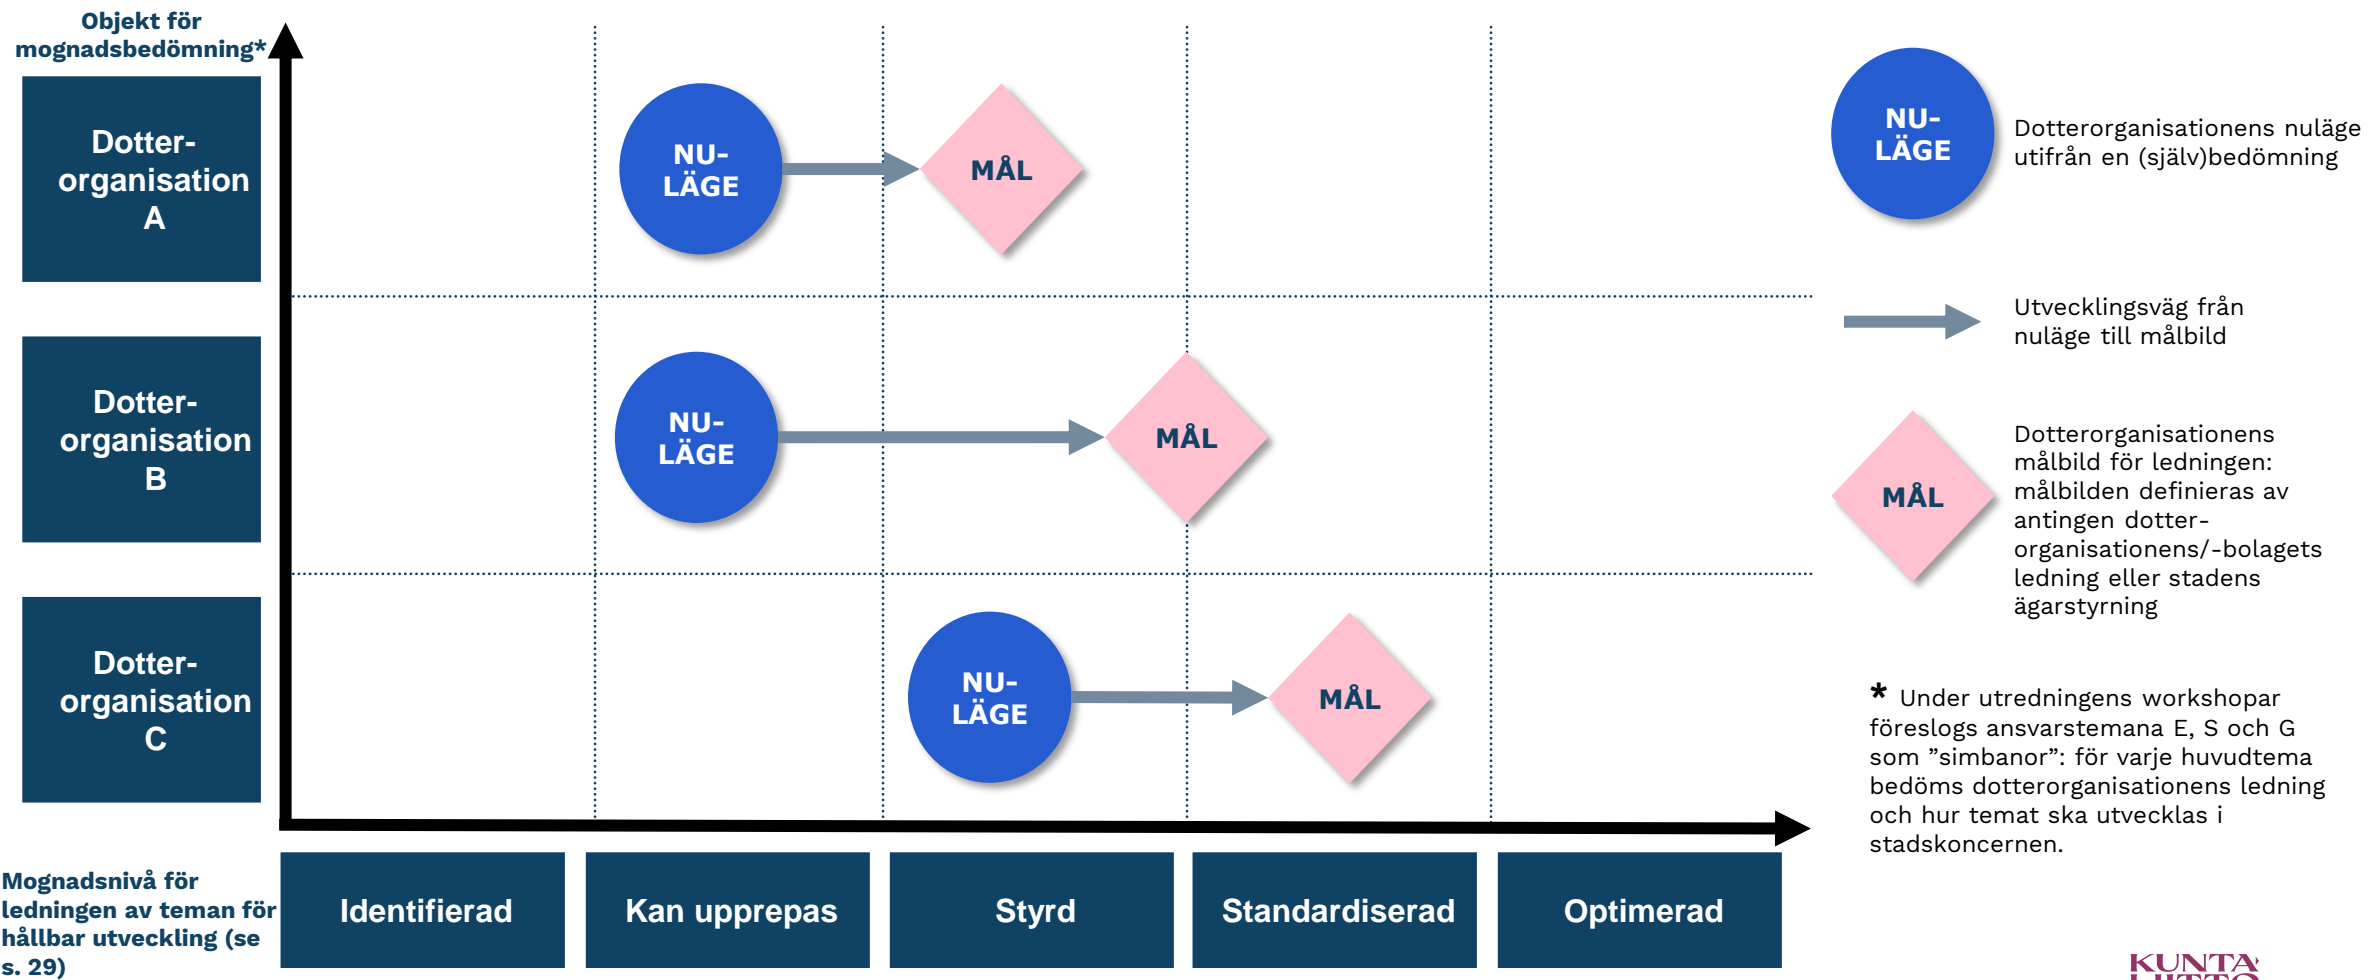 Objekt för
mognadsbedömning*
Dotter-
organisation
A
NU-
LÄGE
MÅL
Dotter-
organisation
B
NU-
LÄGE
MÅL
Dotter-
organisation
C
NU-
LÄGE
MÅL
Mognadsnivå för
ledningen av teman för
hållbar utveckling (se
s. 29)
Identifierad
Kan upprepas
Styrd
Standardiserad
Optimerad
NU-
LÄGE
Dotterorganisationens nuläge
utifrån en (själv)bedömning
Utvecklingsväg från
nuläge till målbild
MÅL
Dotterorganisationens
målbild för ledningen:
målbilden definieras av
antingen dotter-
organisationens/-bolagets
ledning eller stadens
ägarstyrning
* Under utredningens workshopar
föreslogs ansvarstemana E, S och G
som ”simbanor”: för varje huvudtema
bedöms dotterorganisationens ledning
och hur temat ska utvecklas i
stadskoncernen.
KUNTA
LIITTO